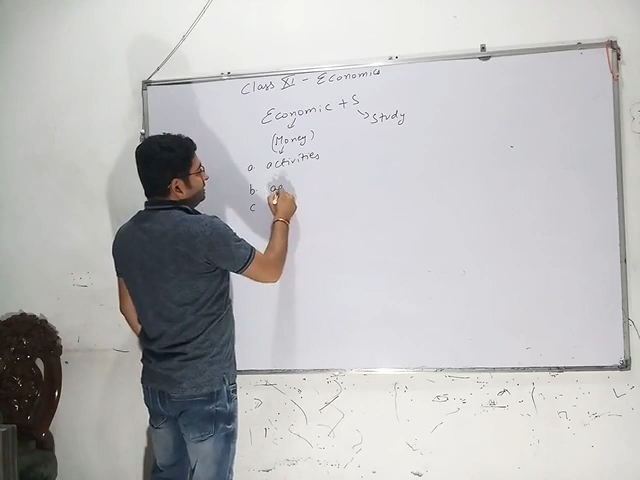 Class XI - Economics
Economic + S
Study
(Money)
a. activities
b.
c